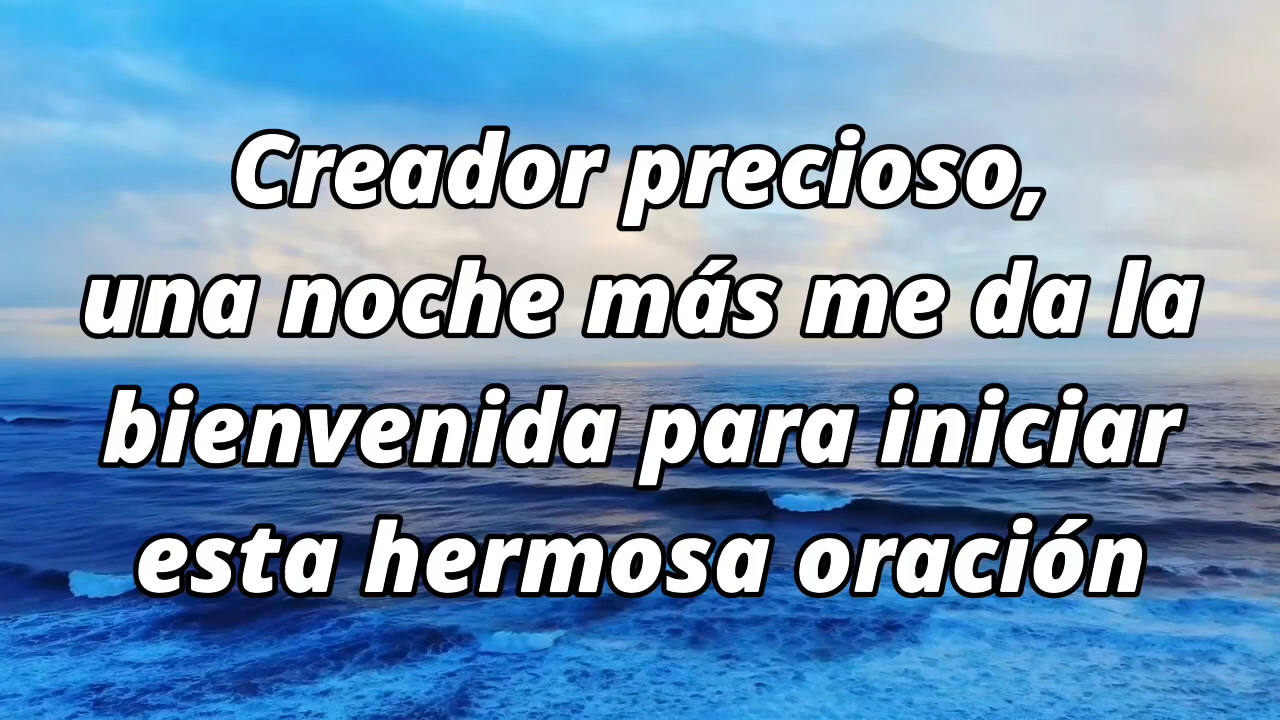 Creador precioso,
una noche más me da la
bienvenida para iniciar
esta hermosa oración